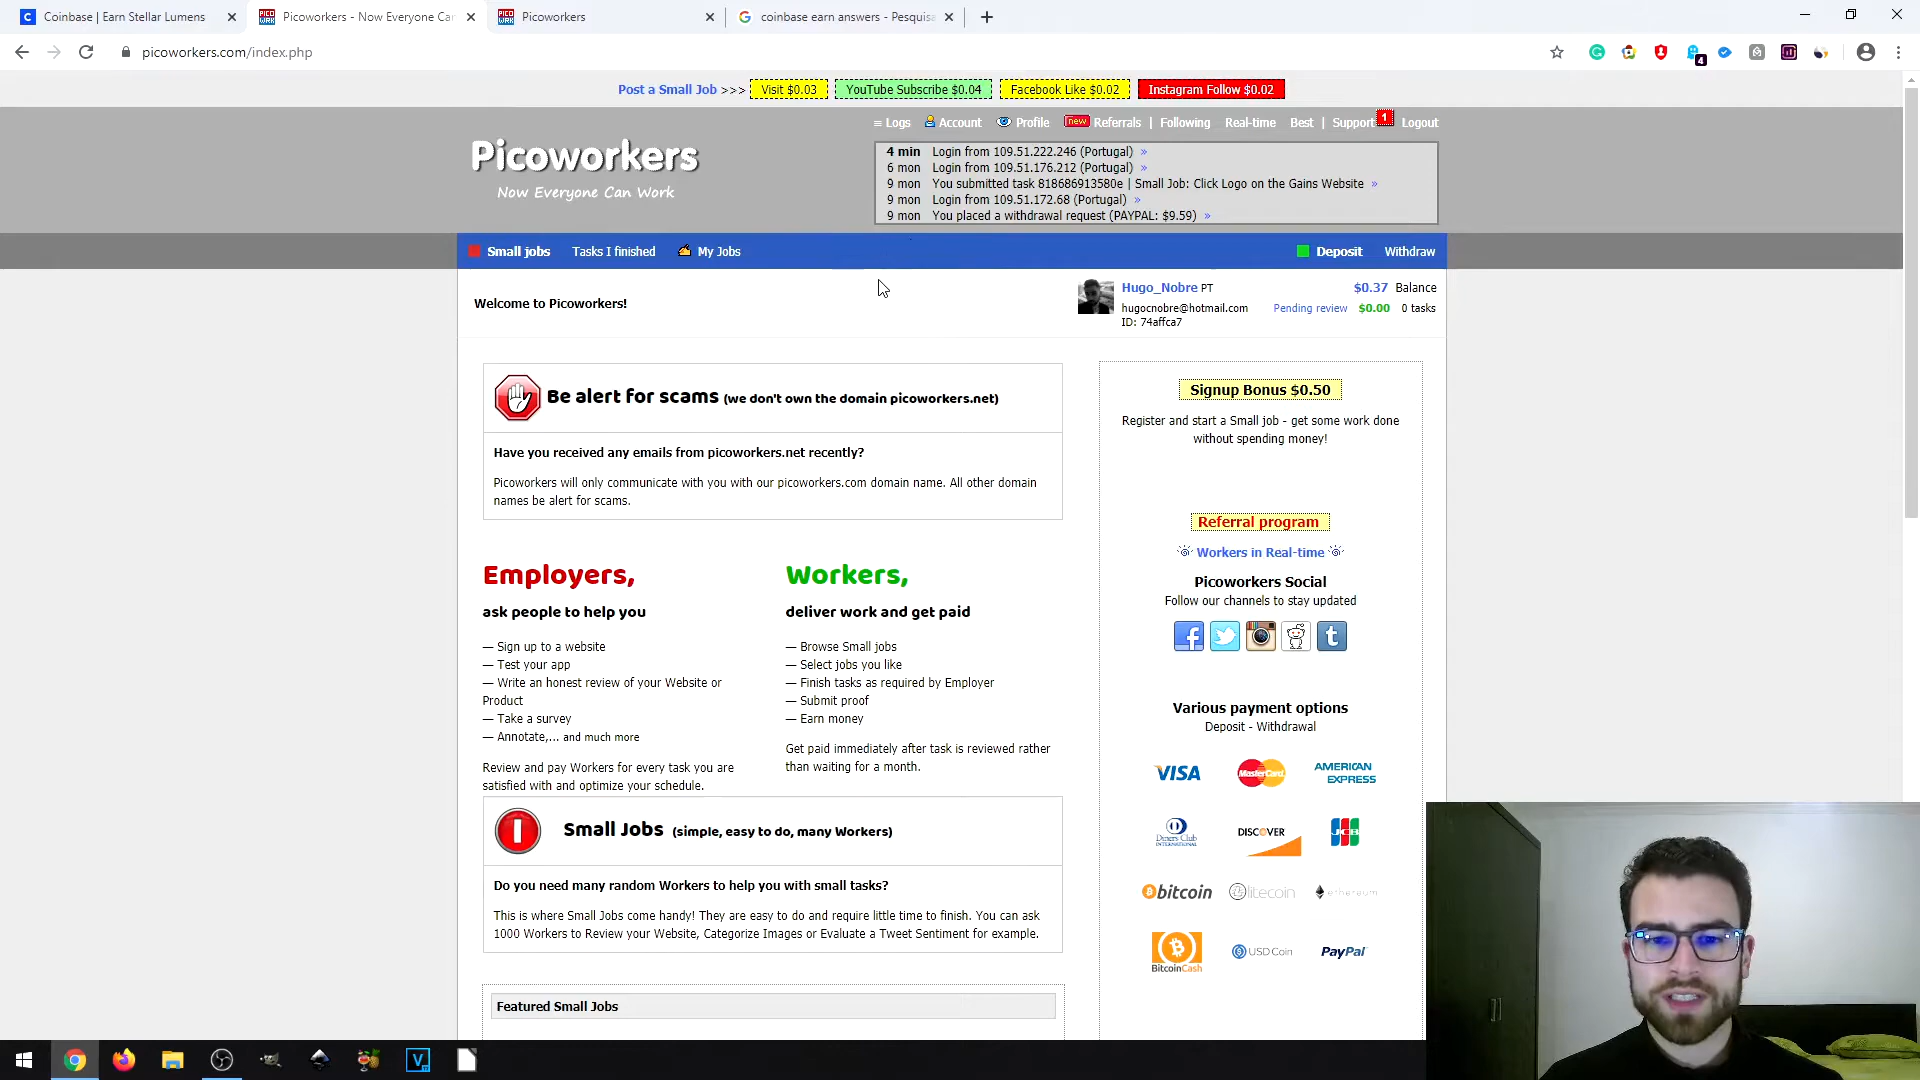 Coinbase | Earn Stellar Lumens
Picoworkers - Now Everyone Can
Picoworkers
coinbase earn answers - Pesquisa
picoworkers.com/index.php
4
Post a Small Job >>> Visit $0.03 YouTube Subscribe $0.04 Facebook Like $0.02 Instagram Follow $0.02
≡ Logs Account Profile new Referrals | Following Real-time Best | Support 1 Logout
Picoworkers
Now Everyone Can Work
4 min Login from 109.51.222.246 (Portugal) »
6 mon Login from 109.51.176.212 (Portugal) »
9 mon You submitted task 818686913580e | Small Job: Click Logo on the Gains Website »
9 mon Login from 109.51.172.68 (Portugal) »
9 mon You placed a withdrawal request (PAYPAL: $9.59) »
Small jobs Tasks I finished My Jobs Deposit Withdraw
Welcome to Picoworkers!
Hugo_Nobre PT
hugocnobre@hotmail.com
ID: 74affca7
$0.37 Balance
Pending review $0.00 0 tasks
Be alert for scams (we don't own the domain picoworkers.net)
Have you received any emails from picoworkers.net recently?
Picoworkers will only communicate with you with our picoworkers.com domain name. All other domain
names be alert for scams.
Employers,
ask people to help you
— Sign up to a website
— Test your app
— Write an honest review of your Website or
Product
— Take a survey
— Annotate,... and much more
Review and pay Workers for every task you are
satisfied with and optimize your schedule.
Workers,
deliver work and get paid
— Browse Small jobs
— Select jobs you like
— Finish tasks as required by Employer
— Submit proof
— Earn money
Get paid immediately after task is reviewed rather
than waiting for a month.
Small Jobs (simple, easy to do, many Workers)
Do you need many random Workers to help you with small tasks?
This is where Small Jobs come handy! They are easy to do and require little time to finish. You can ask
1000 Workers to Review your Website, Categorize Images or Evaluate a Tweet Sentiment for example.
Featured Small Jobs
Signup Bonus $0.50
Register and start a Small job - get some work done
without spending money!
Referral program
Workers in Real-time
Picoworkers Social
Follow our channels to stay updated
Various payment options
Deposit - Withdrawal
VISA MasterCard AMERICAN EXPRESS
Diners Club INTERNATIONAL DISCOVER JCB
bitcoin litecoin ethereum
BitcoinCash USD Coin PayPal